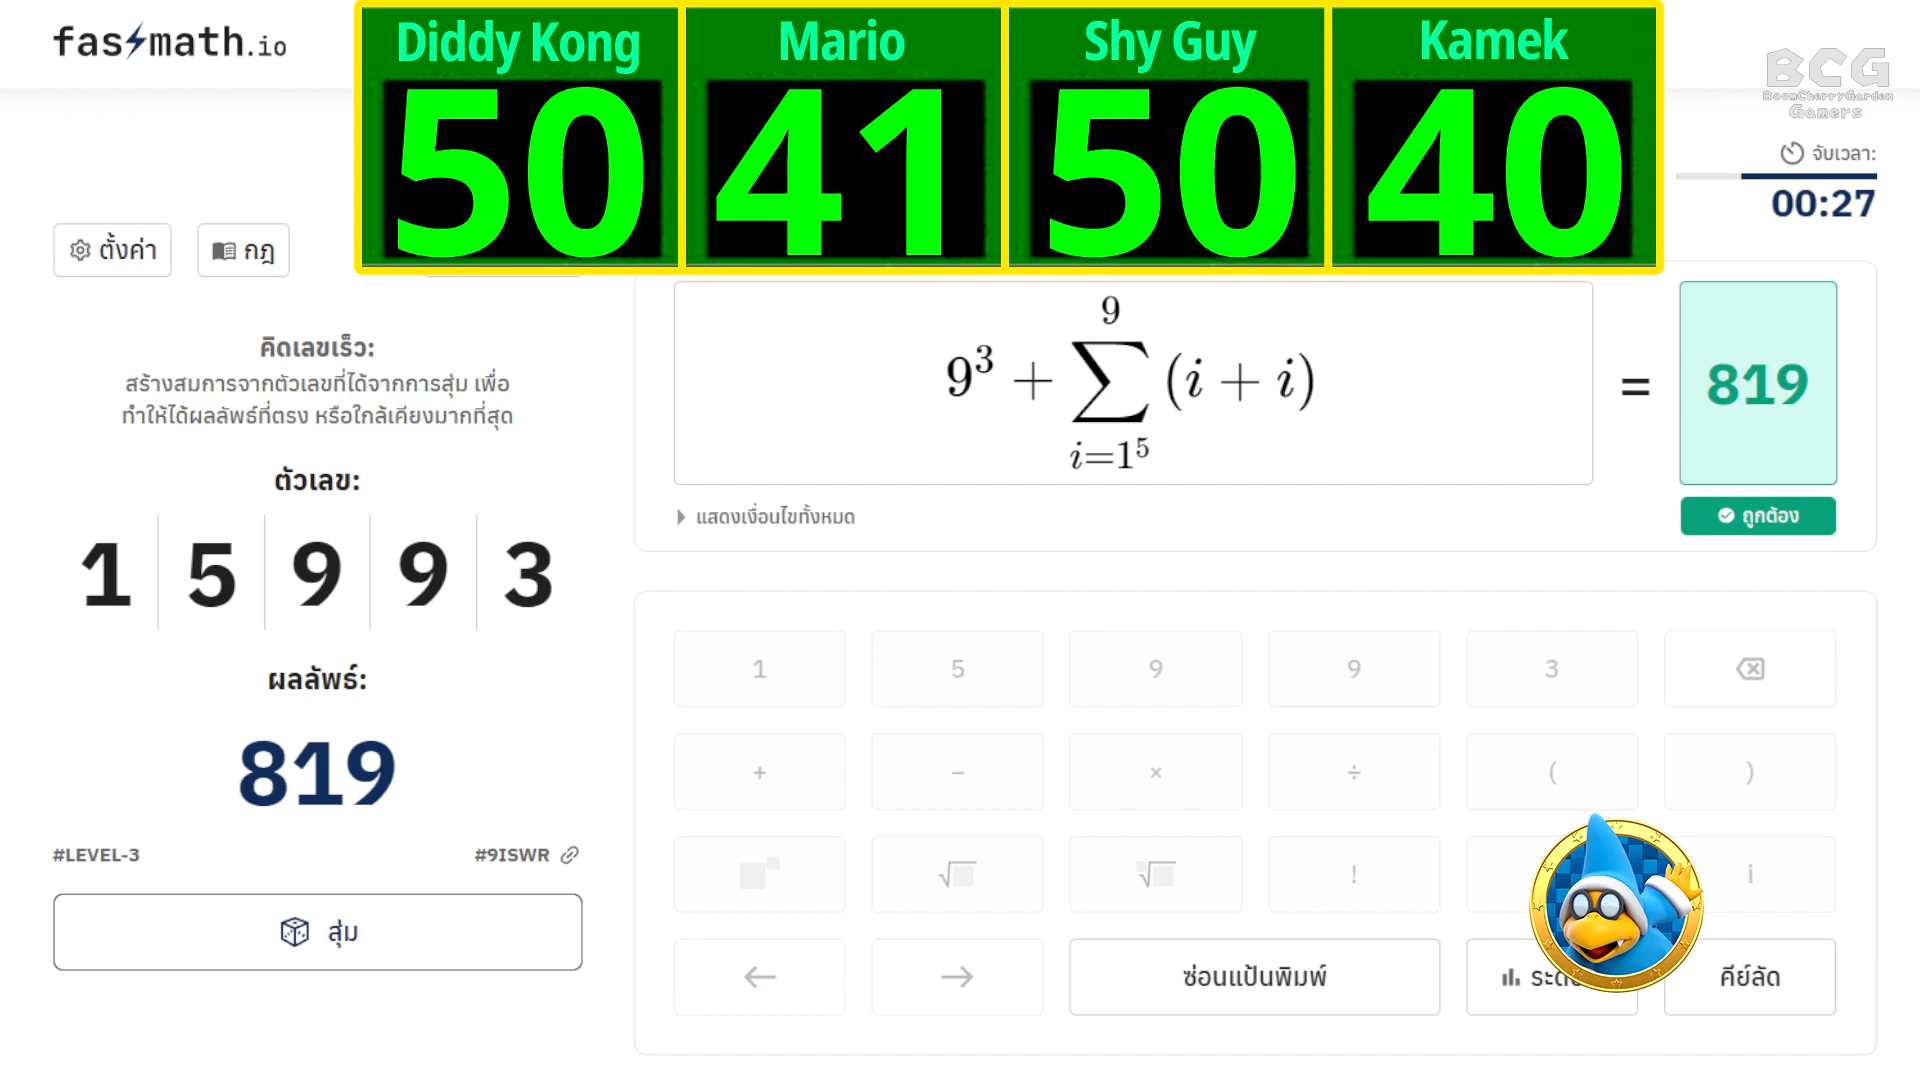 fasmath.io
Diddy Kong
50
Mario
41
Shy Guy
50
Kamek
40
BCG
BoomCherryGarden
Gamers
จับเวลา:
00:27
ตั้งค่า
กฎ
คิดเลขเร็ว:
สร้างสมการจากตัวเลขที่ได้จากการสุ่ม เพื่อ
ทำให้ได้ผลลัพธ์ที่ตรง หรือใกล้เคียงมากที่สุด
ตัวเลข:
1 5 9 9 3
ผลลัพธ์:
819
#LEVEL-3
#9ISWR
สุ่ม
9³ + ∑_{i=1⁵}^{9} (i + i)
= 819
แสดงเงื่อนไขทั้งหมด
ถูกต้อง
1 5 9 9 3
+ − × ÷ ( )
√ √ ! i
← → ซ่อนแป้นพิมพ์
คีย์ลัด